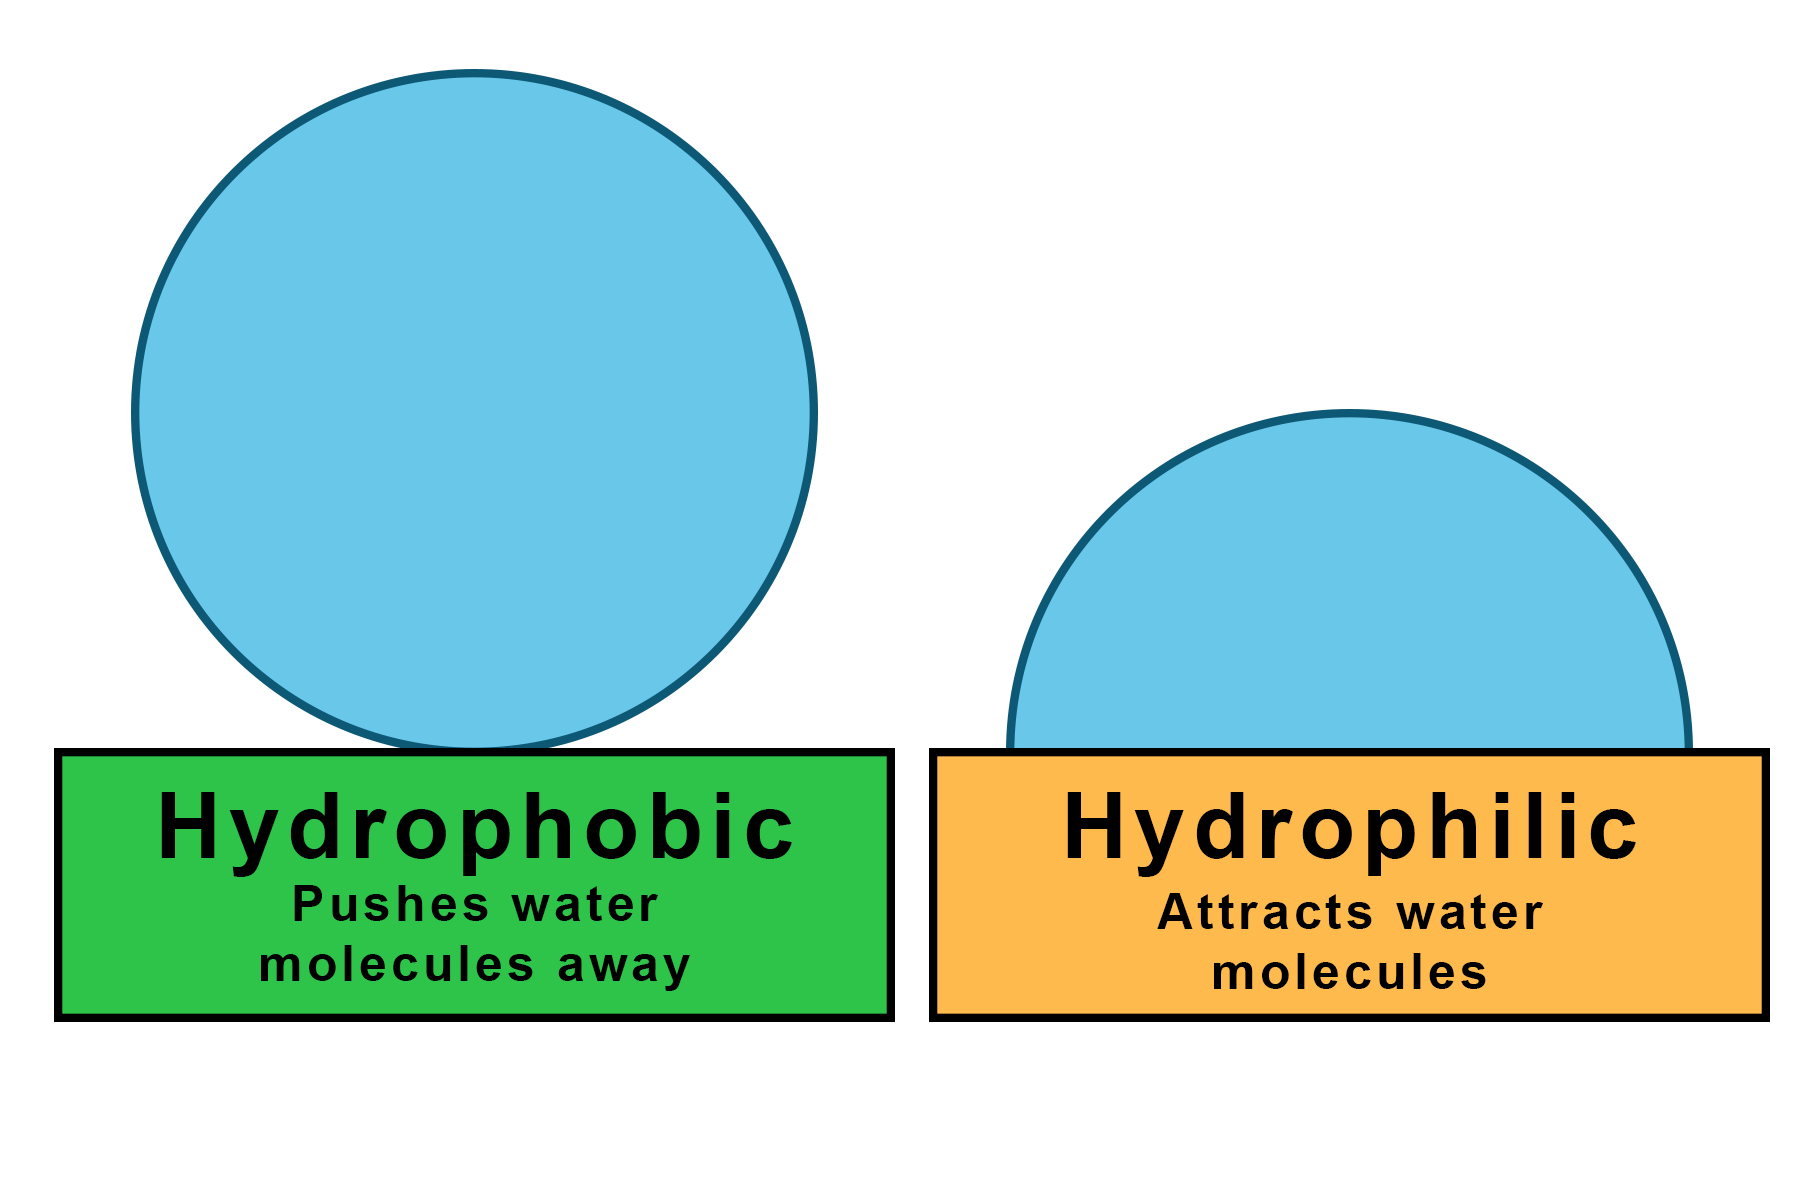 Hydrophobic
Pushes water
molecules away
Hydrophilic
Attracts water
molecules